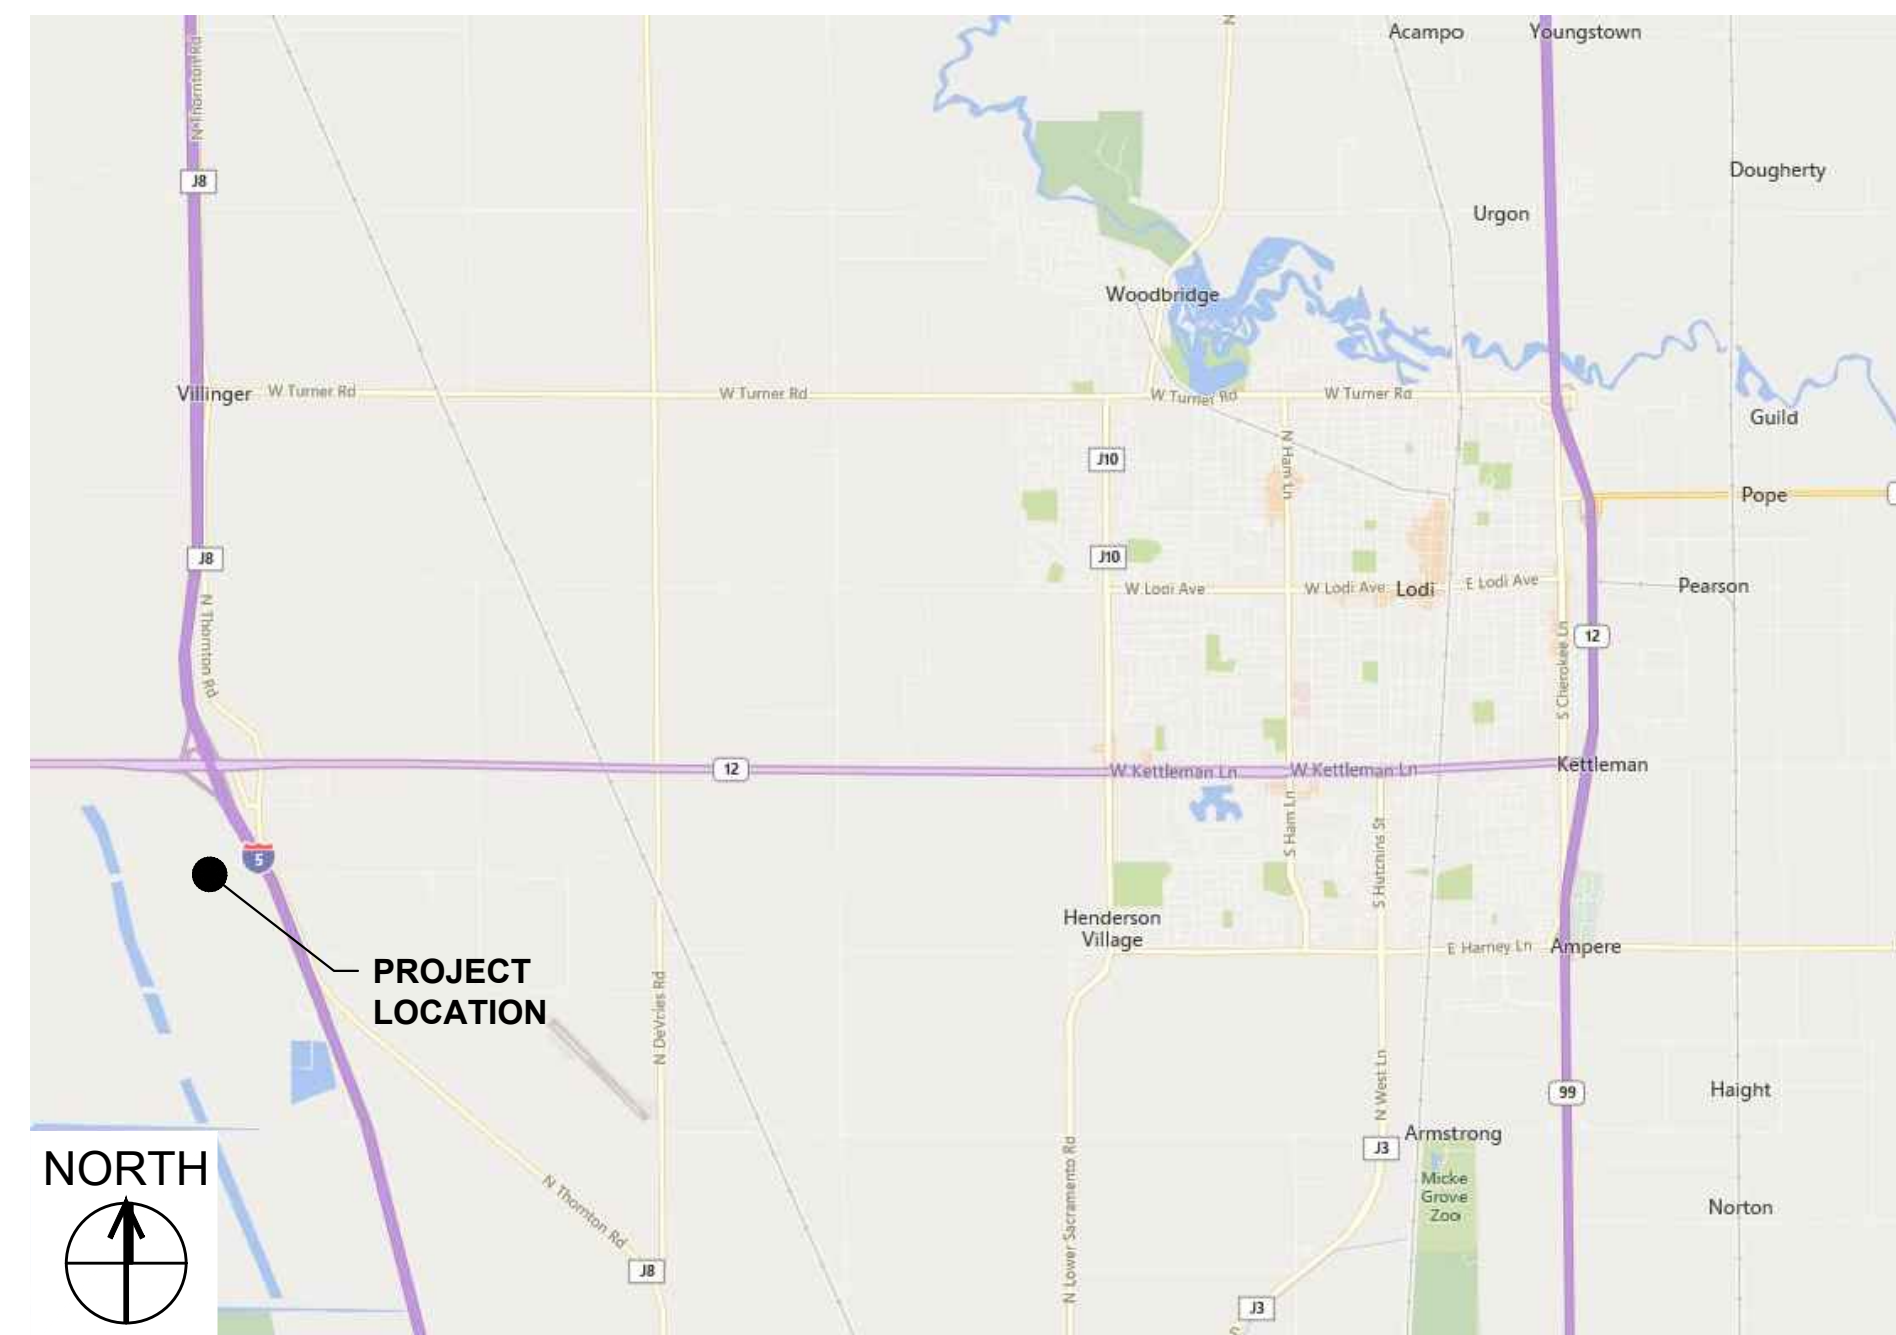 Acampo
Youngstown
N Thornton Rd
J8
Dougherty
Urgon
Woodbridge
Villinger
W Turner Rd
W Turner Rd
W Turner Rd
W Turner Rd
Guild
J10
N Ham Ln
Pope
J8
J10
W Lodi Ave
W Lodi Ave
Lodi
E Lodi Ave
Pearson
N Thornton Rd
12
S Cherokee Ln
12
W Kettleman Ln
W Kettleman Ln
Kettleman
S Ham Ln
S Hutchins St
5
Henderson
Village
E Harney Ln
Ampere
PROJECT
LOCATION
N DeVries Rd
N West Ln
99
Haight
Armstrong
J3
NORTH
N Thornton Rd
N Lower Sacramento Rd
Micke
Grove
Zoo
Norton
J8
J3